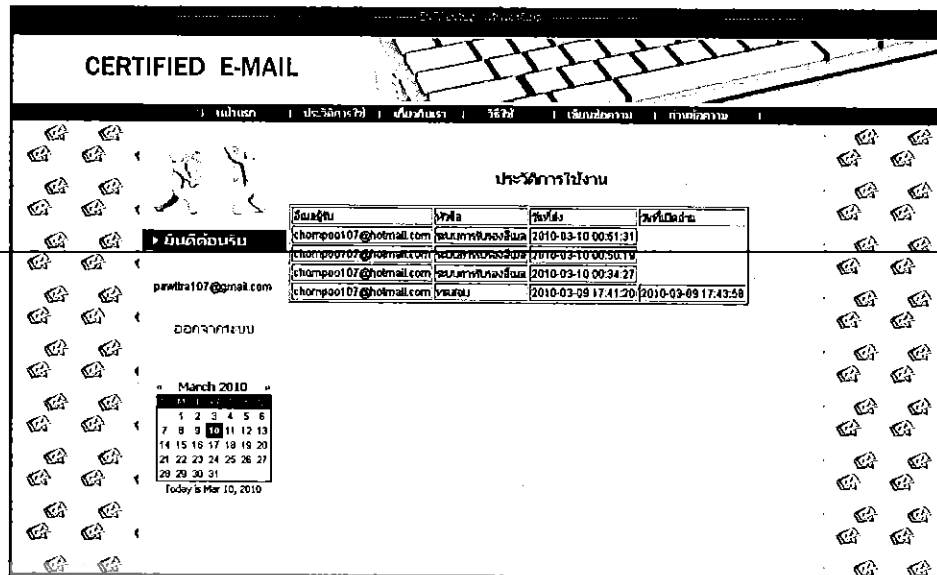 CERTIFIED E-MAIL
หน้าแรก | ประวัติการใช้ | เกี่ยวกับเรา | วิธีใช้ | เขียนข้อความ | อ่านข้อความ |
ประวัติการใช้งาน
อีเมลผู้รับ หัวข้อ วันที่ส่ง วันที่เปิดอ่าน
chompoo107@hotmail.com ระบบการรับรองอีเมล 2010-03-10 00:51:31
chompoo107@hotmail.com ระบบการรับรองอีเมล 2010-03-10 00:50:19
chompoo107@hotmail.com ระบบการรับรองอีเมล 2010-03-10 00:34:27
chompoo107@hotmail.com ทดสอบ 2010-03-09 17:41:20 2010-03-09 17:43:58
ยินดีต้อนรับ
pawitra107@gmail.com
ออกจากระบบ
« March 2010 »
1 2 3 4 5 6
7 8 9 10 11 12 13
14 15 16 17 18 19 20
21 22 23 24 25 26 27
28 29 30 31
Today is Mar 10, 2010